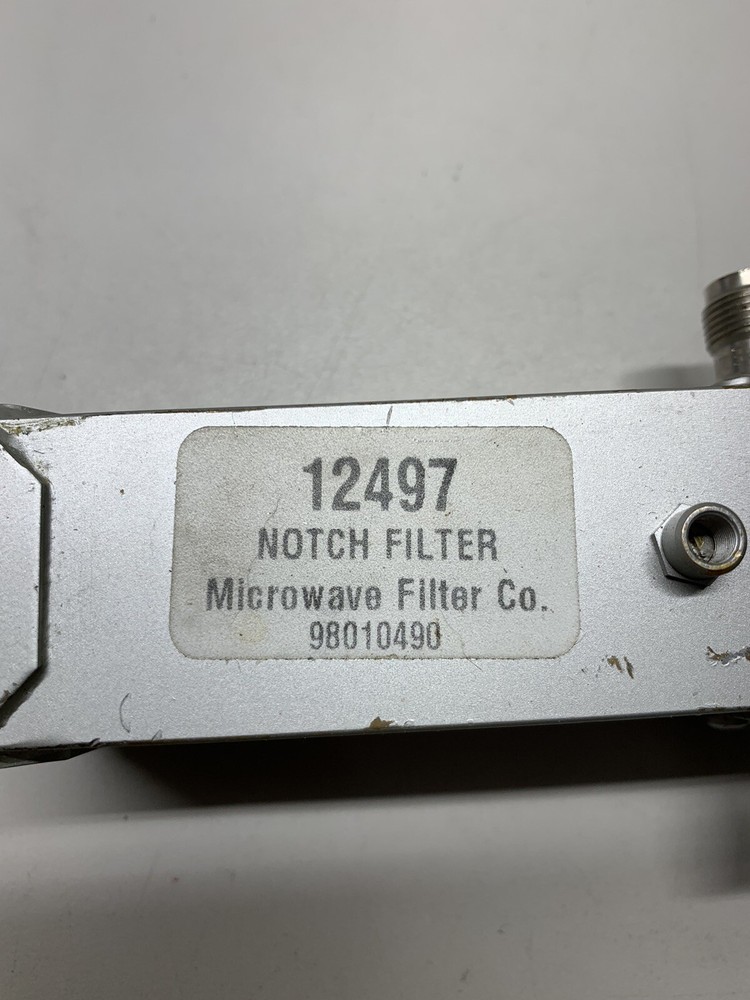 12497
NOTCH FILTER
Microwave Filter Co.
98010490